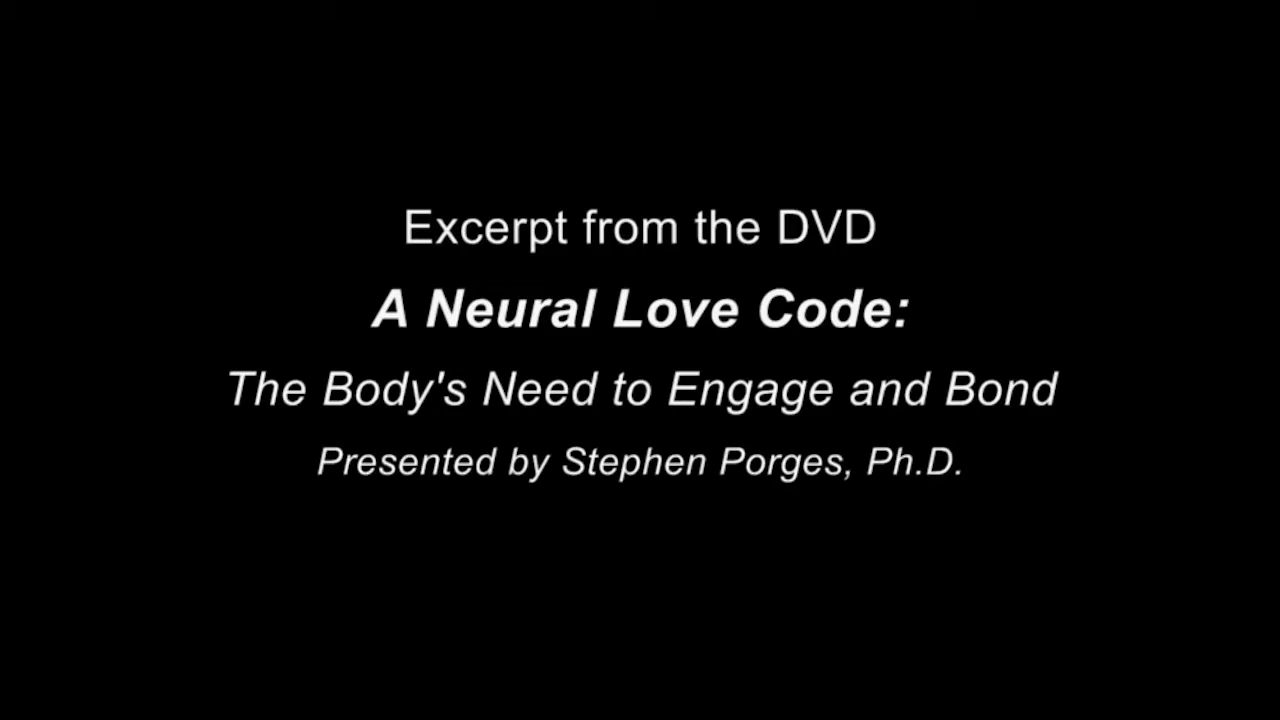 Excerpt from the DVD
A Neural Love Code:
The Body's Need to Engage and Bond
Presented by Stephen Porges, Ph.D.